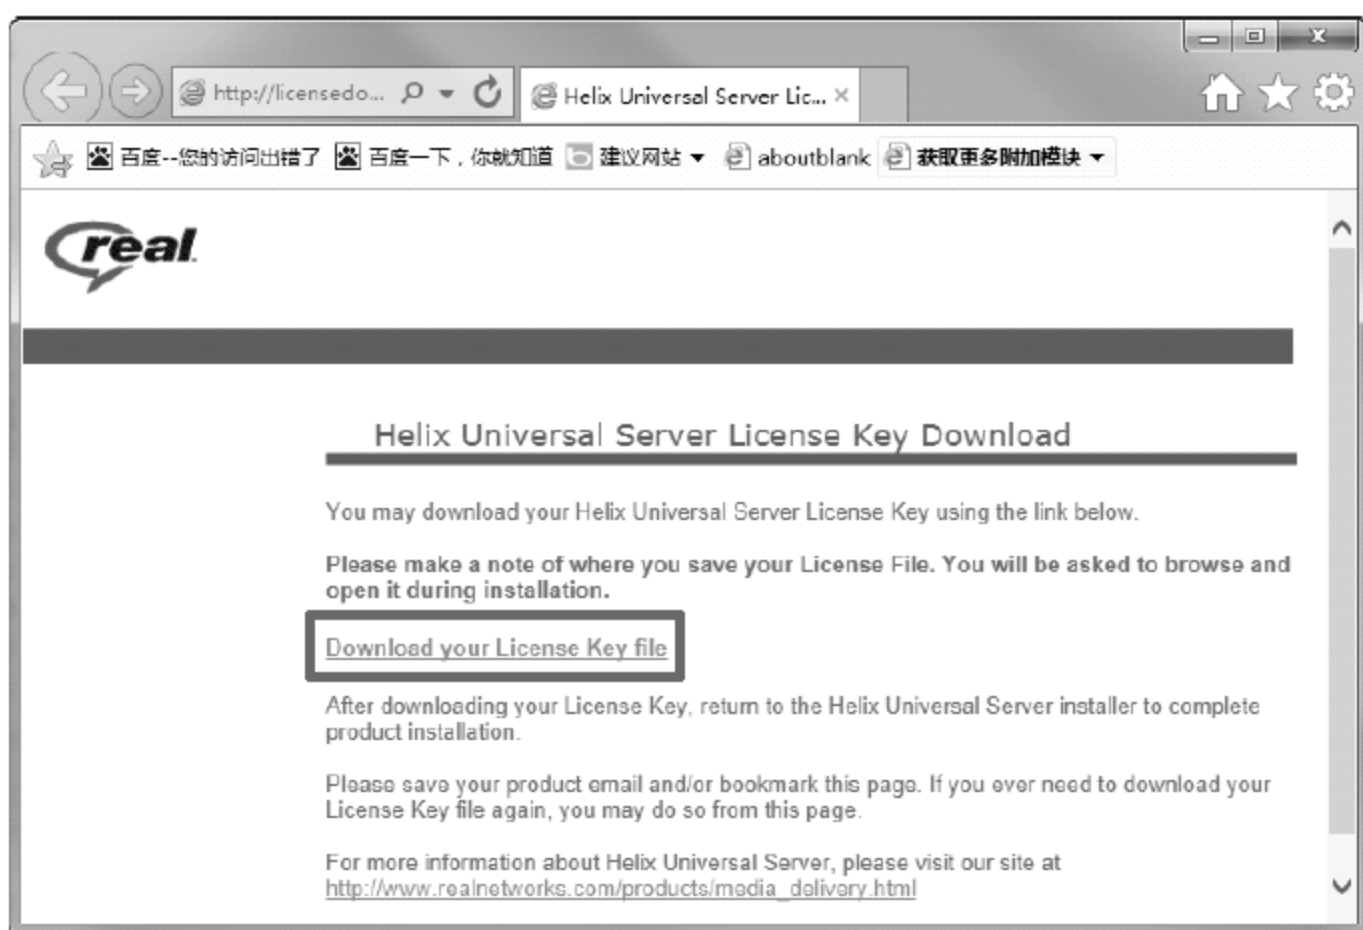 http://licensedo...
Helix Universal Server Lic... ×
百度--您的访问出错了 百度一下，你就知道 建议网站 ▼ aboutblank 获取更多附加模块 ▼
real
Helix Universal Server License Key Download
You may download your Helix Universal Server License Key using the link below.
Please make a note of where you save your License File. You will be asked to browse and
open it during installation.
Download your License Key file
After downloading your License Key, return to the Helix Universal Server installer to complete
product installation.
Please save your product email and/or bookmark this page. If you ever need to download your
License Key file again, you may do so from this page.
For more information about Helix Universal Server, please visit our site at
http://www.realnetworks.com/products/media_delivery.html